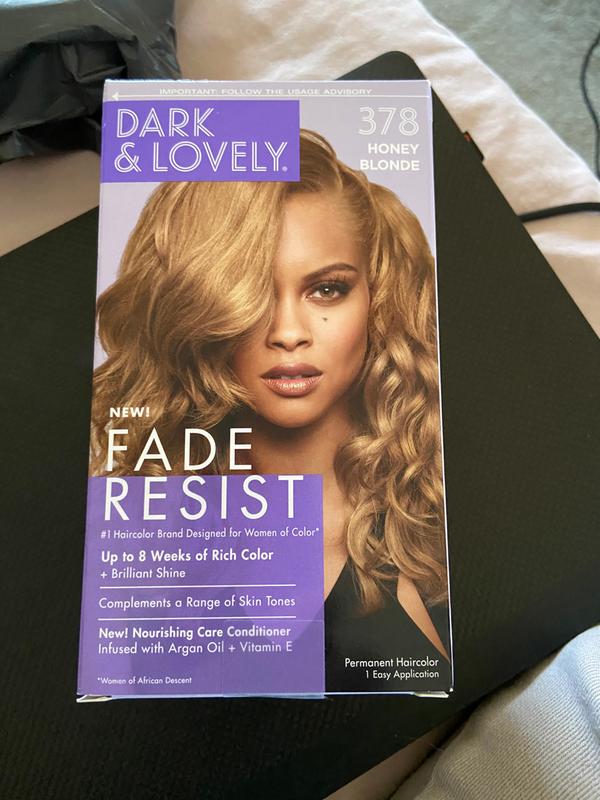 IMPORTANT: FOLLOW THE USAGE ADVISORY
DARK
& LOVELY®
378
HONEY
BLONDE
NEW!
FADE
RESIST
#1 Haircolor Brand Designed for Women of Color*
Up to 8 Weeks of Rich Color
+ Brilliant Shine
Complements a Range of Skin Tones
New! Nourishing Care Conditioner
Infused with Argan Oil + Vitamin E
*Women of African Descent
Permanent Haircolor
1 Easy Application